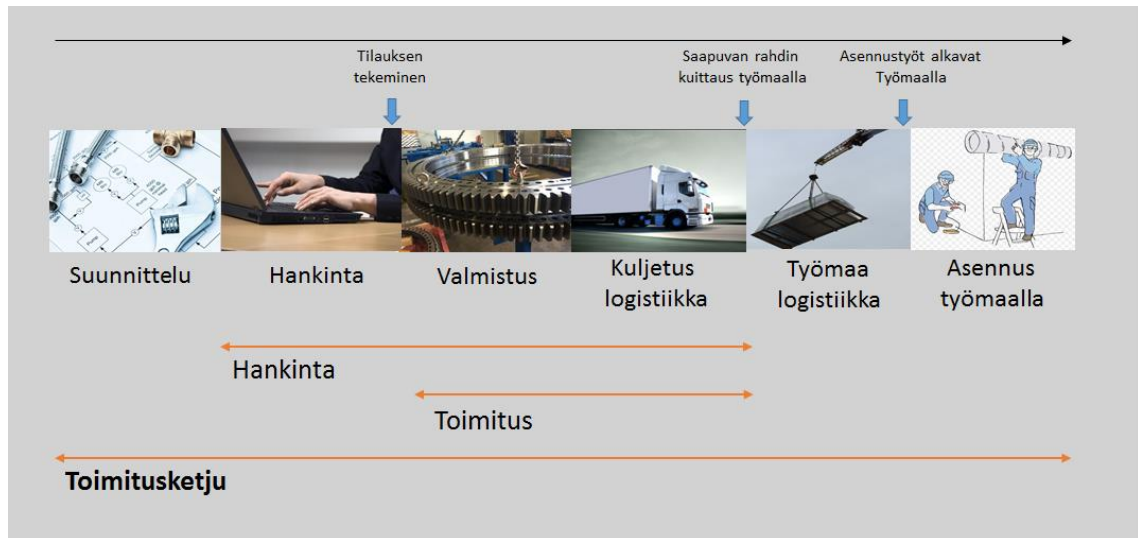 Tilauksen
tekeminen
Saapuvan rahdin
kuittaus työmaalla
Asennustyöt alkavat
Työmaalla
Suunnittelu
Hankinta
Valmistus
Kuljetus
logistiikka
Työmaa
logistiikka
Asennus
työmaalla
Hankinta
Toimitus
Toimitusketju